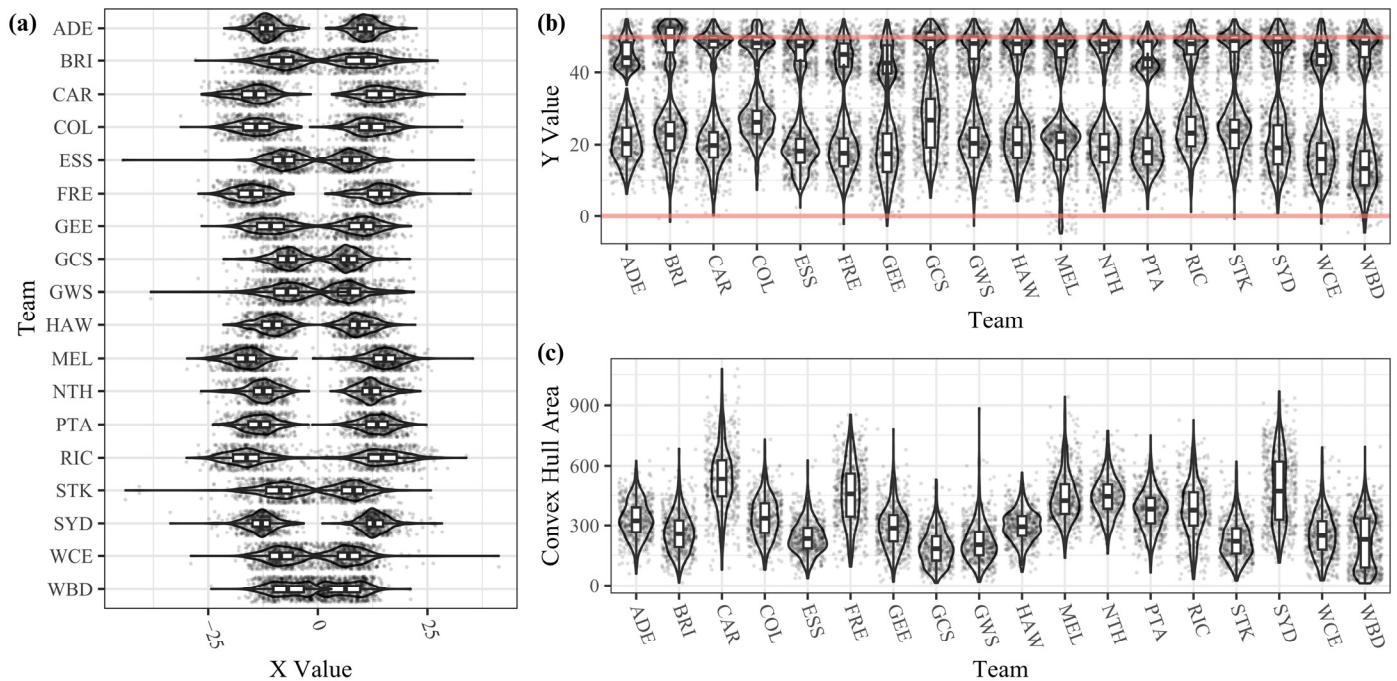 (a)
Team
ADE
BRI
CAR
COL
ESS
FRE
GEE
GCS
GWS
HAW
MEL
NTH
PTA
RIC
STK
SYD
WCE
WBD
−25
0
25
X Value
(b)
Y Value
40
20
0
ADE
BRI
CAR
COL
ESS
FRE
GEE
GCS
GWS
HAW
MEL
NTH
PTA
RIC
STK
SYD
WCE
WBD
Team
(c)
Convex Hull Area
900
600
300
0
ADE
BRI
CAR
COL
ESS
FRE
GEE
GCS
GWS
HAW
MEL
NTH
PTA
RIC
STK
SYD
WCE
WBD
Team